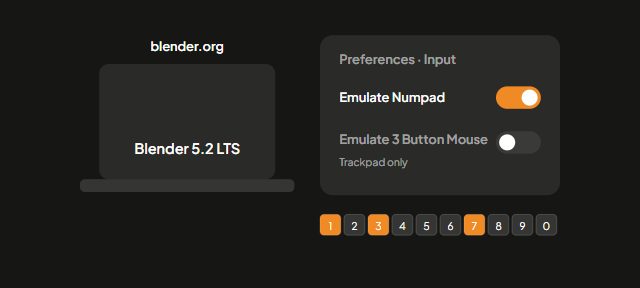 blender.org
Blender 5.2 LTS
Preferences · Input
Emulate Numpad
Emulate 3 Button Mouse
Trackpad only
1 2 3 4 5 6 7 8 9 0